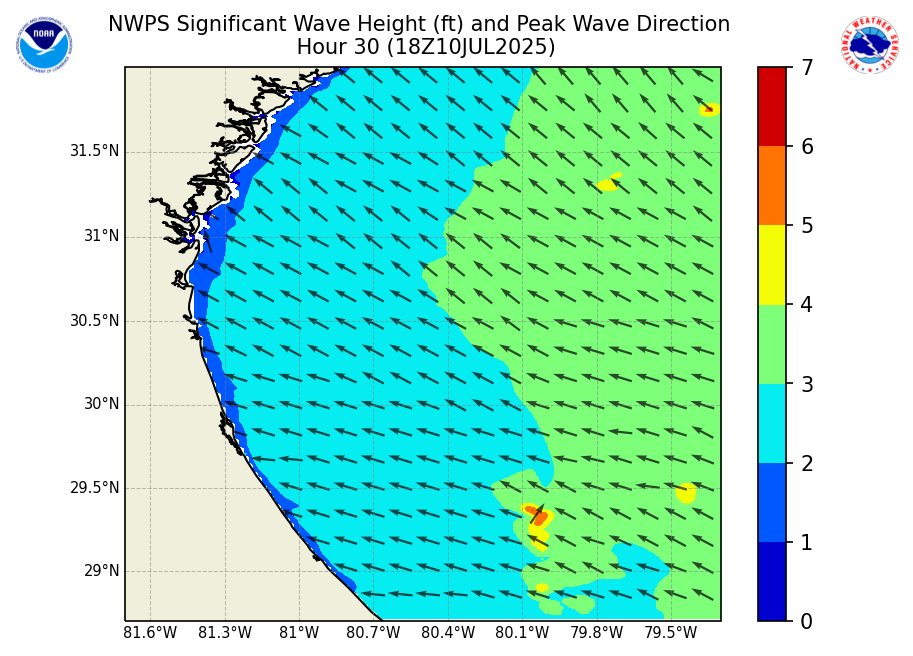 NWPS Significant Wave Height (ft) and Peak Wave Direction
Hour 30 (18Z10JUL2025)
NOAA
NATIONAL WEATHER SERVICE
31.5°N
31°N
30.5°N
30°N
29.5°N
29°N
81.6°W 81.3°W 81°W 80.7°W 80.4°W 80.1°W 79.8°W 79.5°W
7
6
5
4
3
2
1
0